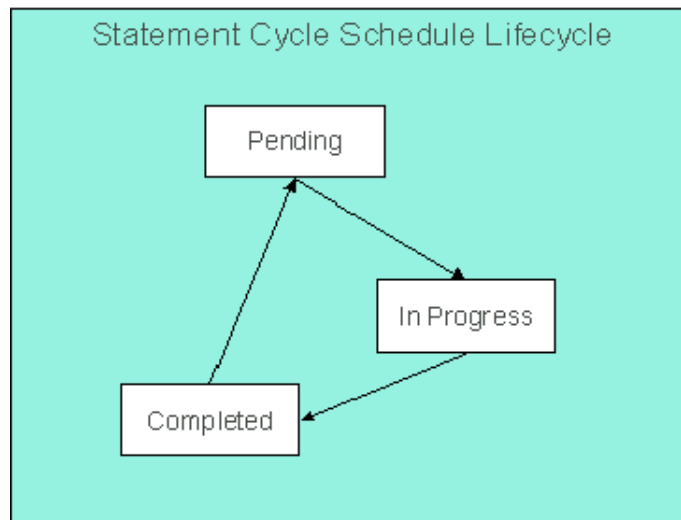 Statement Cycle Schedule Lifecycle
Pending
In Progress
Completed